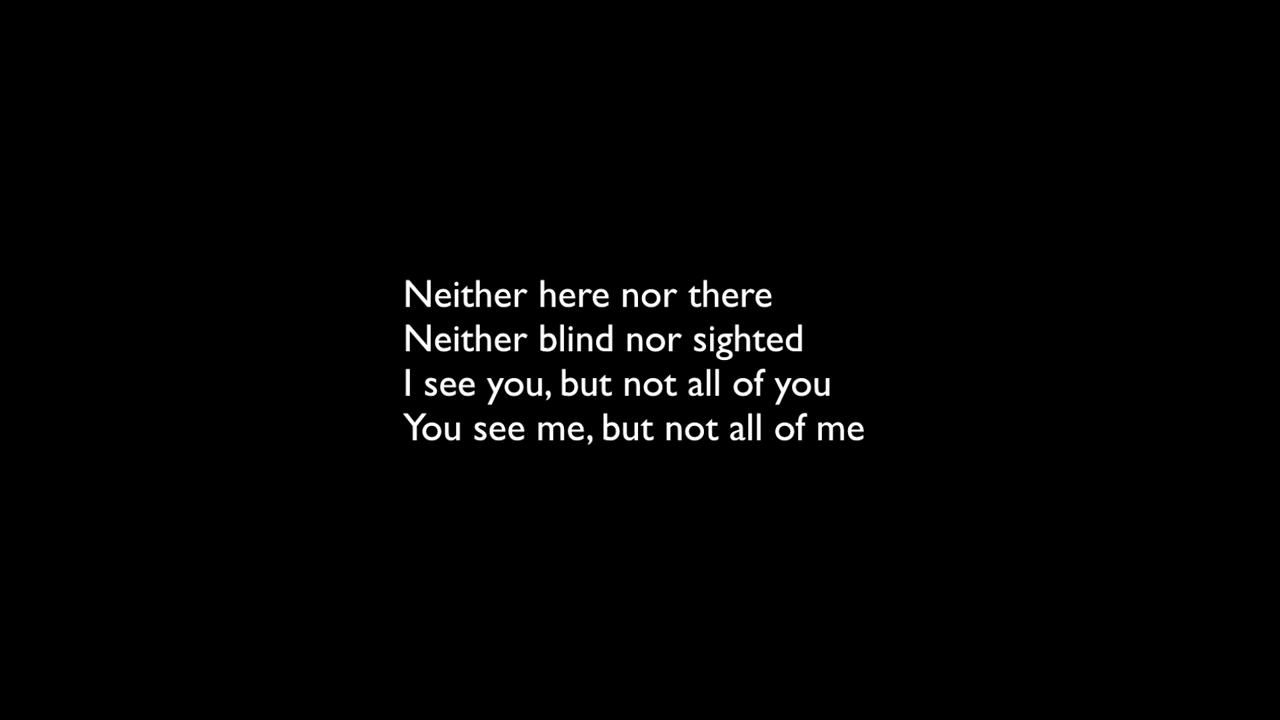 Neither here nor there
Neither blind nor sighted
I see you, but not all of you
You see me, but not all of me